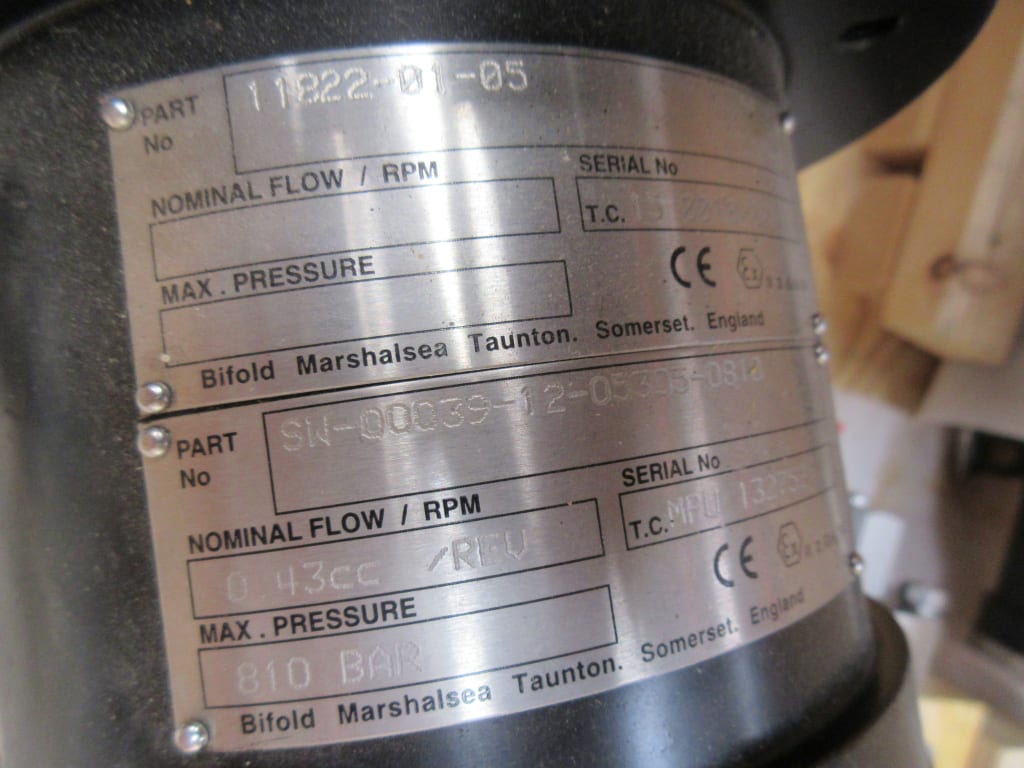 PART No 11822-01-05
NOMINAL FLOW / RPM
SERIAL No
T.C.
MAX. PRESSURE
CE Ex
Bifold Marshalsea Taunton. Somerset. England
PART No SW-00039-12-05305-0810
NOMINAL FLOW / RPM
SERIAL No
0.43cc /REV
T.C.
CE Ex
MAX. PRESSURE
810 BAR
Bifold Marshalsea Taunton. Somerset. England